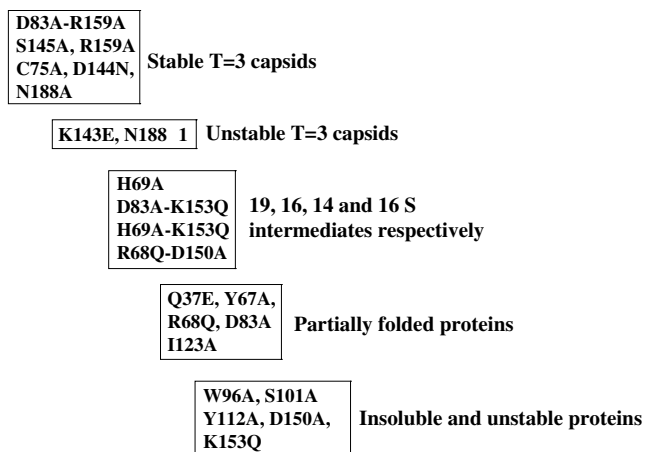 D83A-R159A
S145A, R159A
C75A, D144N,
N188A
Stable T=3 capsids
K143E, N188 1
Unstable T=3 capsids
H69A
D83A-K153Q
H69A-K153Q
R68Q-D150A
19, 16, 14 and 16 S
intermediates respectively
Q37E, Y67A,
R68Q, D83A
I123A
Partially folded proteins
W96A, S101A
Y112A, D150A,
K153Q
Insoluble and unstable proteins